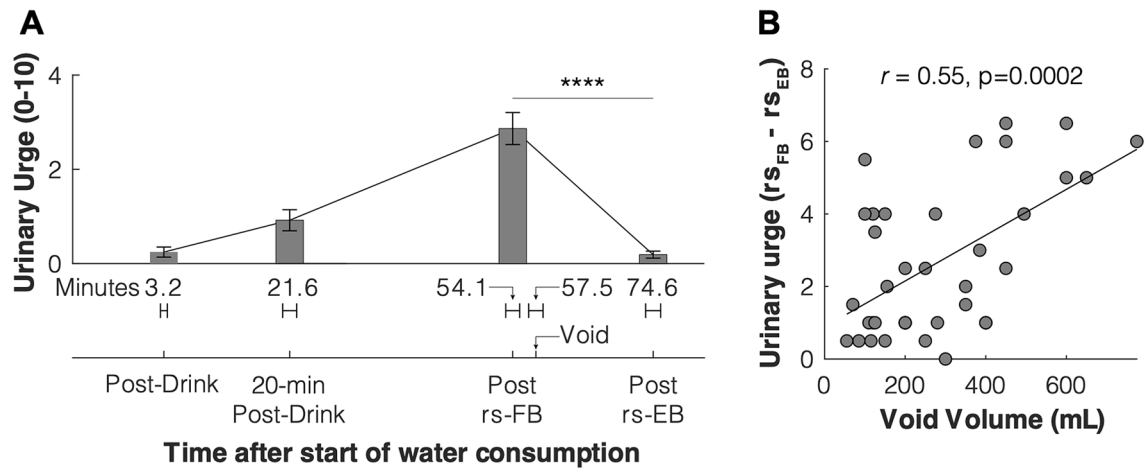 A
Urinary Urge (0-10)
4
2
0
****
Minutes 3.2 21.6 54.1 57.5 74.6
Void
Post-Drink 20-min Post-Drink Post rs-FB Post rs-EB
Time after start of water consumption
B
Urinary urge (rsFB - rsEB)
8
6
4
2
0
r = 0.55, p=0.0002
0 200 400 600
Void Volume (mL)